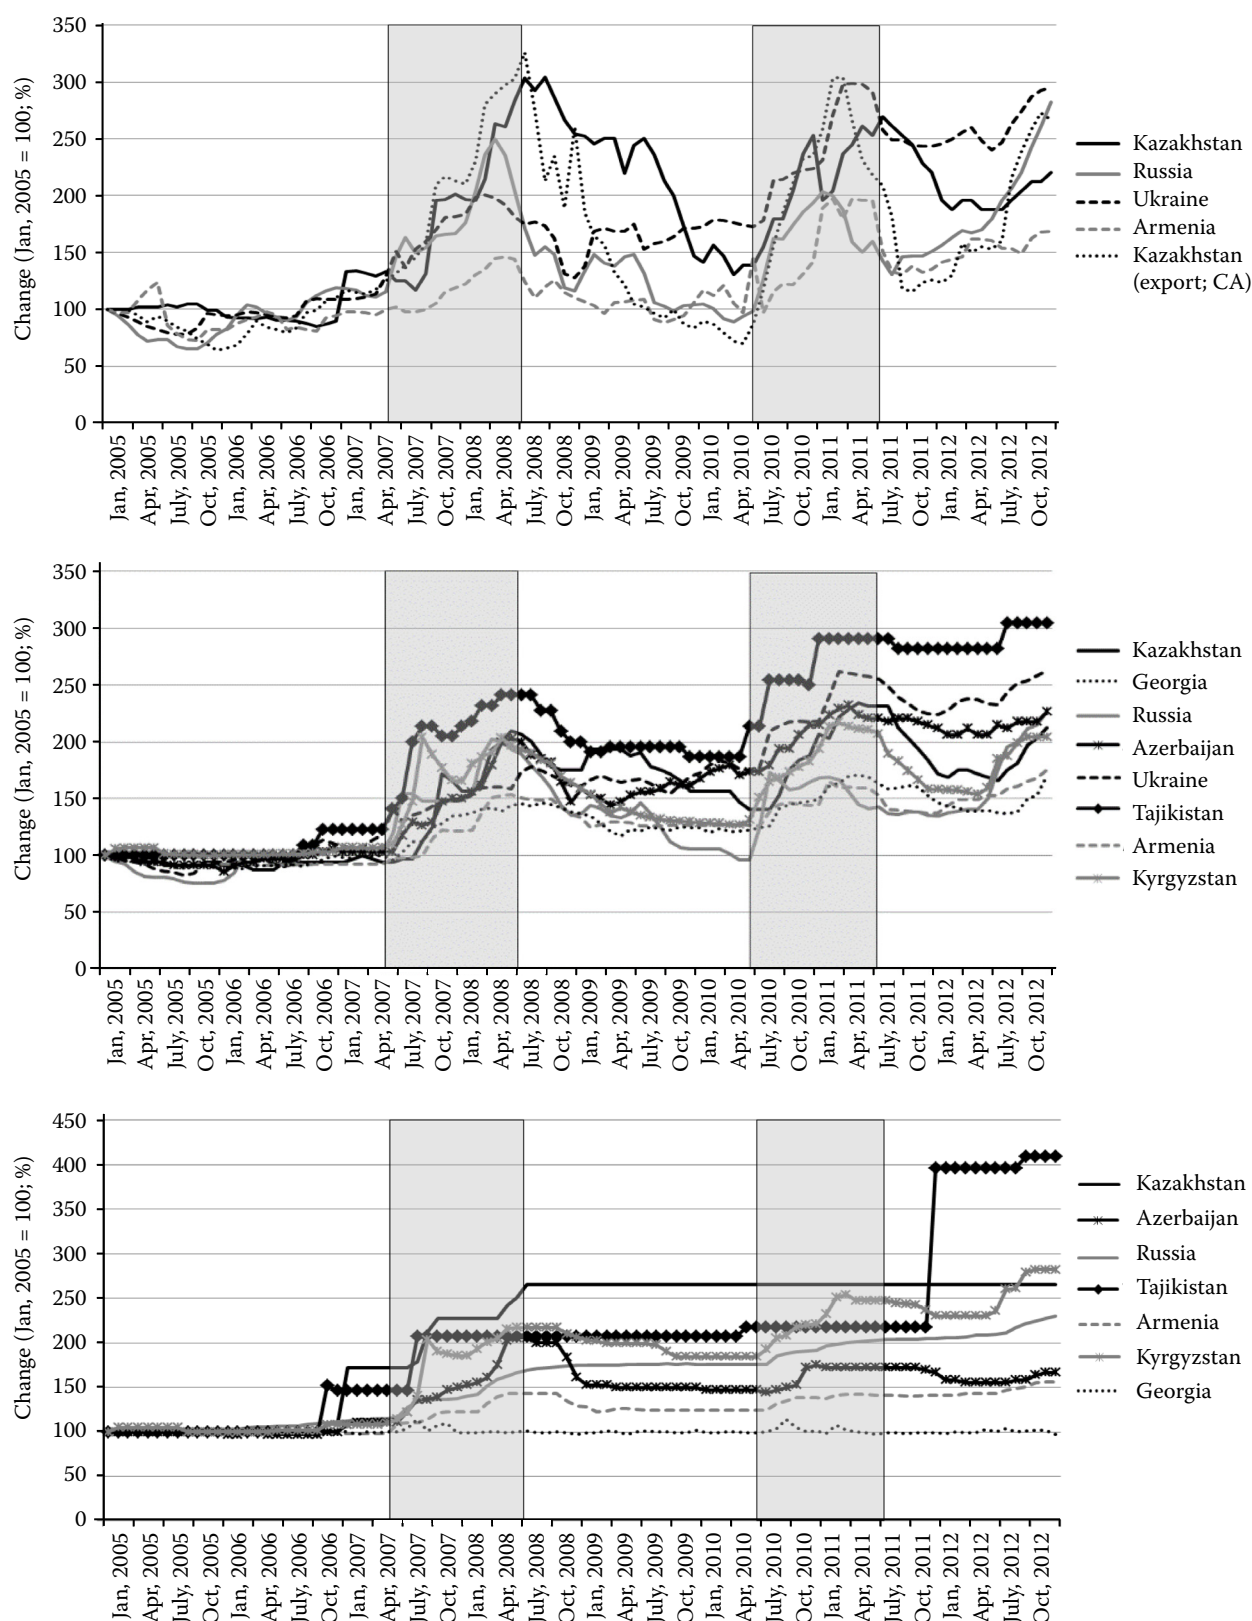 Change (Jan, 2005 = 100; %)
350
300
250
200
150
100
50
0
Jan, 2005
Apr, 2005
July, 2005
Oct, 2005
Jan, 2006
Apr, 2006
July, 2006
Oct, 2006
Jan, 2007
Apr, 2007
July, 2007
Oct, 2007
Jan, 2008
Apr, 2008
July, 2008
Oct, 2008
Jan, 2009
Apr, 2009
July, 2009
Oct, 2009
Jan, 2010
Apr, 2010
July, 2010
Oct, 2010
Jan, 2011
Apr, 2011
July, 2011
Oct, 2011
Jan, 2012
Apr, 2012
July, 2012
Oct, 2012
Kazakhstan
Russia
Ukraine
Armenia
Kazakhstan
(export; CA)
Change (Jan, 2005 = 100; %)
350
300
250
200
150
100
50
0
Jan, 2005
Apr, 2005
July, 2005
Oct, 2005
Jan, 2006
Apr, 2006
July, 2006
Oct, 2006
Jan, 2007
Apr, 2007
July, 2007
Oct, 2007
Jan, 2008
Apr, 2008
July, 2008
Oct, 2008
Jan, 2009
Apr, 2009
July, 2009
Oct, 2009
Jan, 2010
Apr, 2010
July, 2010
Oct, 2010
Jan, 2011
Apr, 2011
July, 2011
Oct, 2011
Jan, 2012
Apr, 2012
July, 2012
Oct, 2012
Kazakhstan
Georgia
Russia
Azerbaijan
Ukraine
Tajikistan
Armenia
Kyrgyzstan
Change (Jan, 2005 = 100; %)
450
400
350
300
250
200
150
100
50
0
Jan, 2005
Apr, 2005
July, 2005
Oct, 2005
Jan, 2006
Apr, 2006
July, 2006
Oct, 2006
Jan, 2007
Apr, 2007
July, 2007
Oct, 2007
Jan, 2008
Apr, 2008
July, 2008
Oct, 2008
Jan, 2009
Apr, 2009
July, 2009
Oct, 2009
Jan, 2010
Apr, 2010
July, 2010
Oct, 2010
Jan, 2011
Apr, 2011
July, 2011
Oct, 2011
Jan, 2012
Apr, 2012
July, 2012
Oct, 2012
Kazakhstan
Azerbaijan
Russia
Tajikistan
Armenia
Kyrgyzstan
Georgia